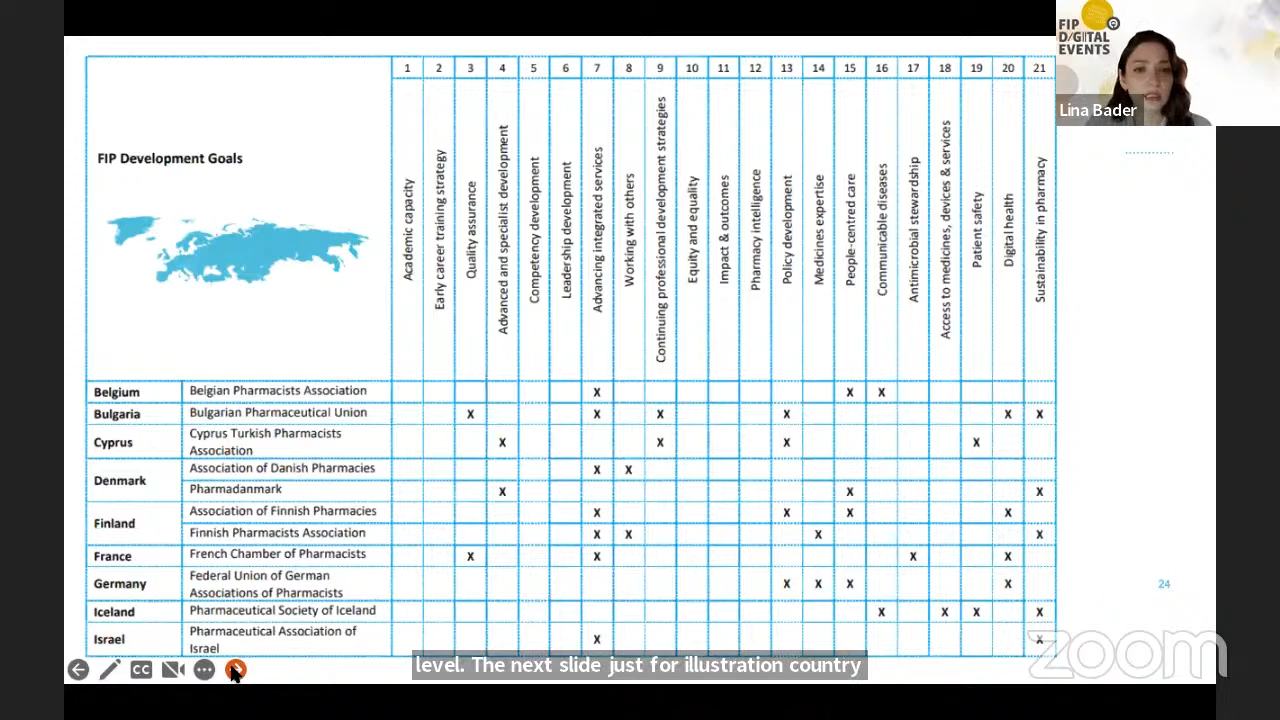 FIP
DIGITAL
EVENTS
Lina Bader
1 2 3 4 5 6 7 8 9 10 11 12 13 14 15 16 17 18 19 20 21
FIP Development Goals
Academic capacity
Early career training strategy
Quality assurance
Advanced and specialist development
Competency development
Leadership development
Advancing integrated services
Working with others
Continuing professional development strategies
Equity and equality
Impact & outcomes
Pharmacy intelligence
Policy development
Medicines expertise
People-centred care
Communicable diseases
Antimicrobial stewardship
Access to medicines, devices & services
Patient safety
Digital health
Sustainability in pharmacy
Belgium Belgian Pharmacists Association X X X
Bulgaria Bulgarian Pharmaceutical Union X X X X X X
Cyprus Cyprus Turkish Pharmacists
Association X X X X
Denmark Association of Danish Pharmacies X X
Pharmadanmark X X X
Finland Association of Finnish Pharmacies X X X X
Finnish Pharmacists Association X X X X
France French Chamber of Pharmacists X X X X
Germany Federal Union of German
Associations of Pharmacists X X X X
24
Iceland Pharmaceutical Society of Iceland X X X X
Israel Pharmaceutical Association of
Israel X X
CC
level. The next slide just for illustration country
zoom